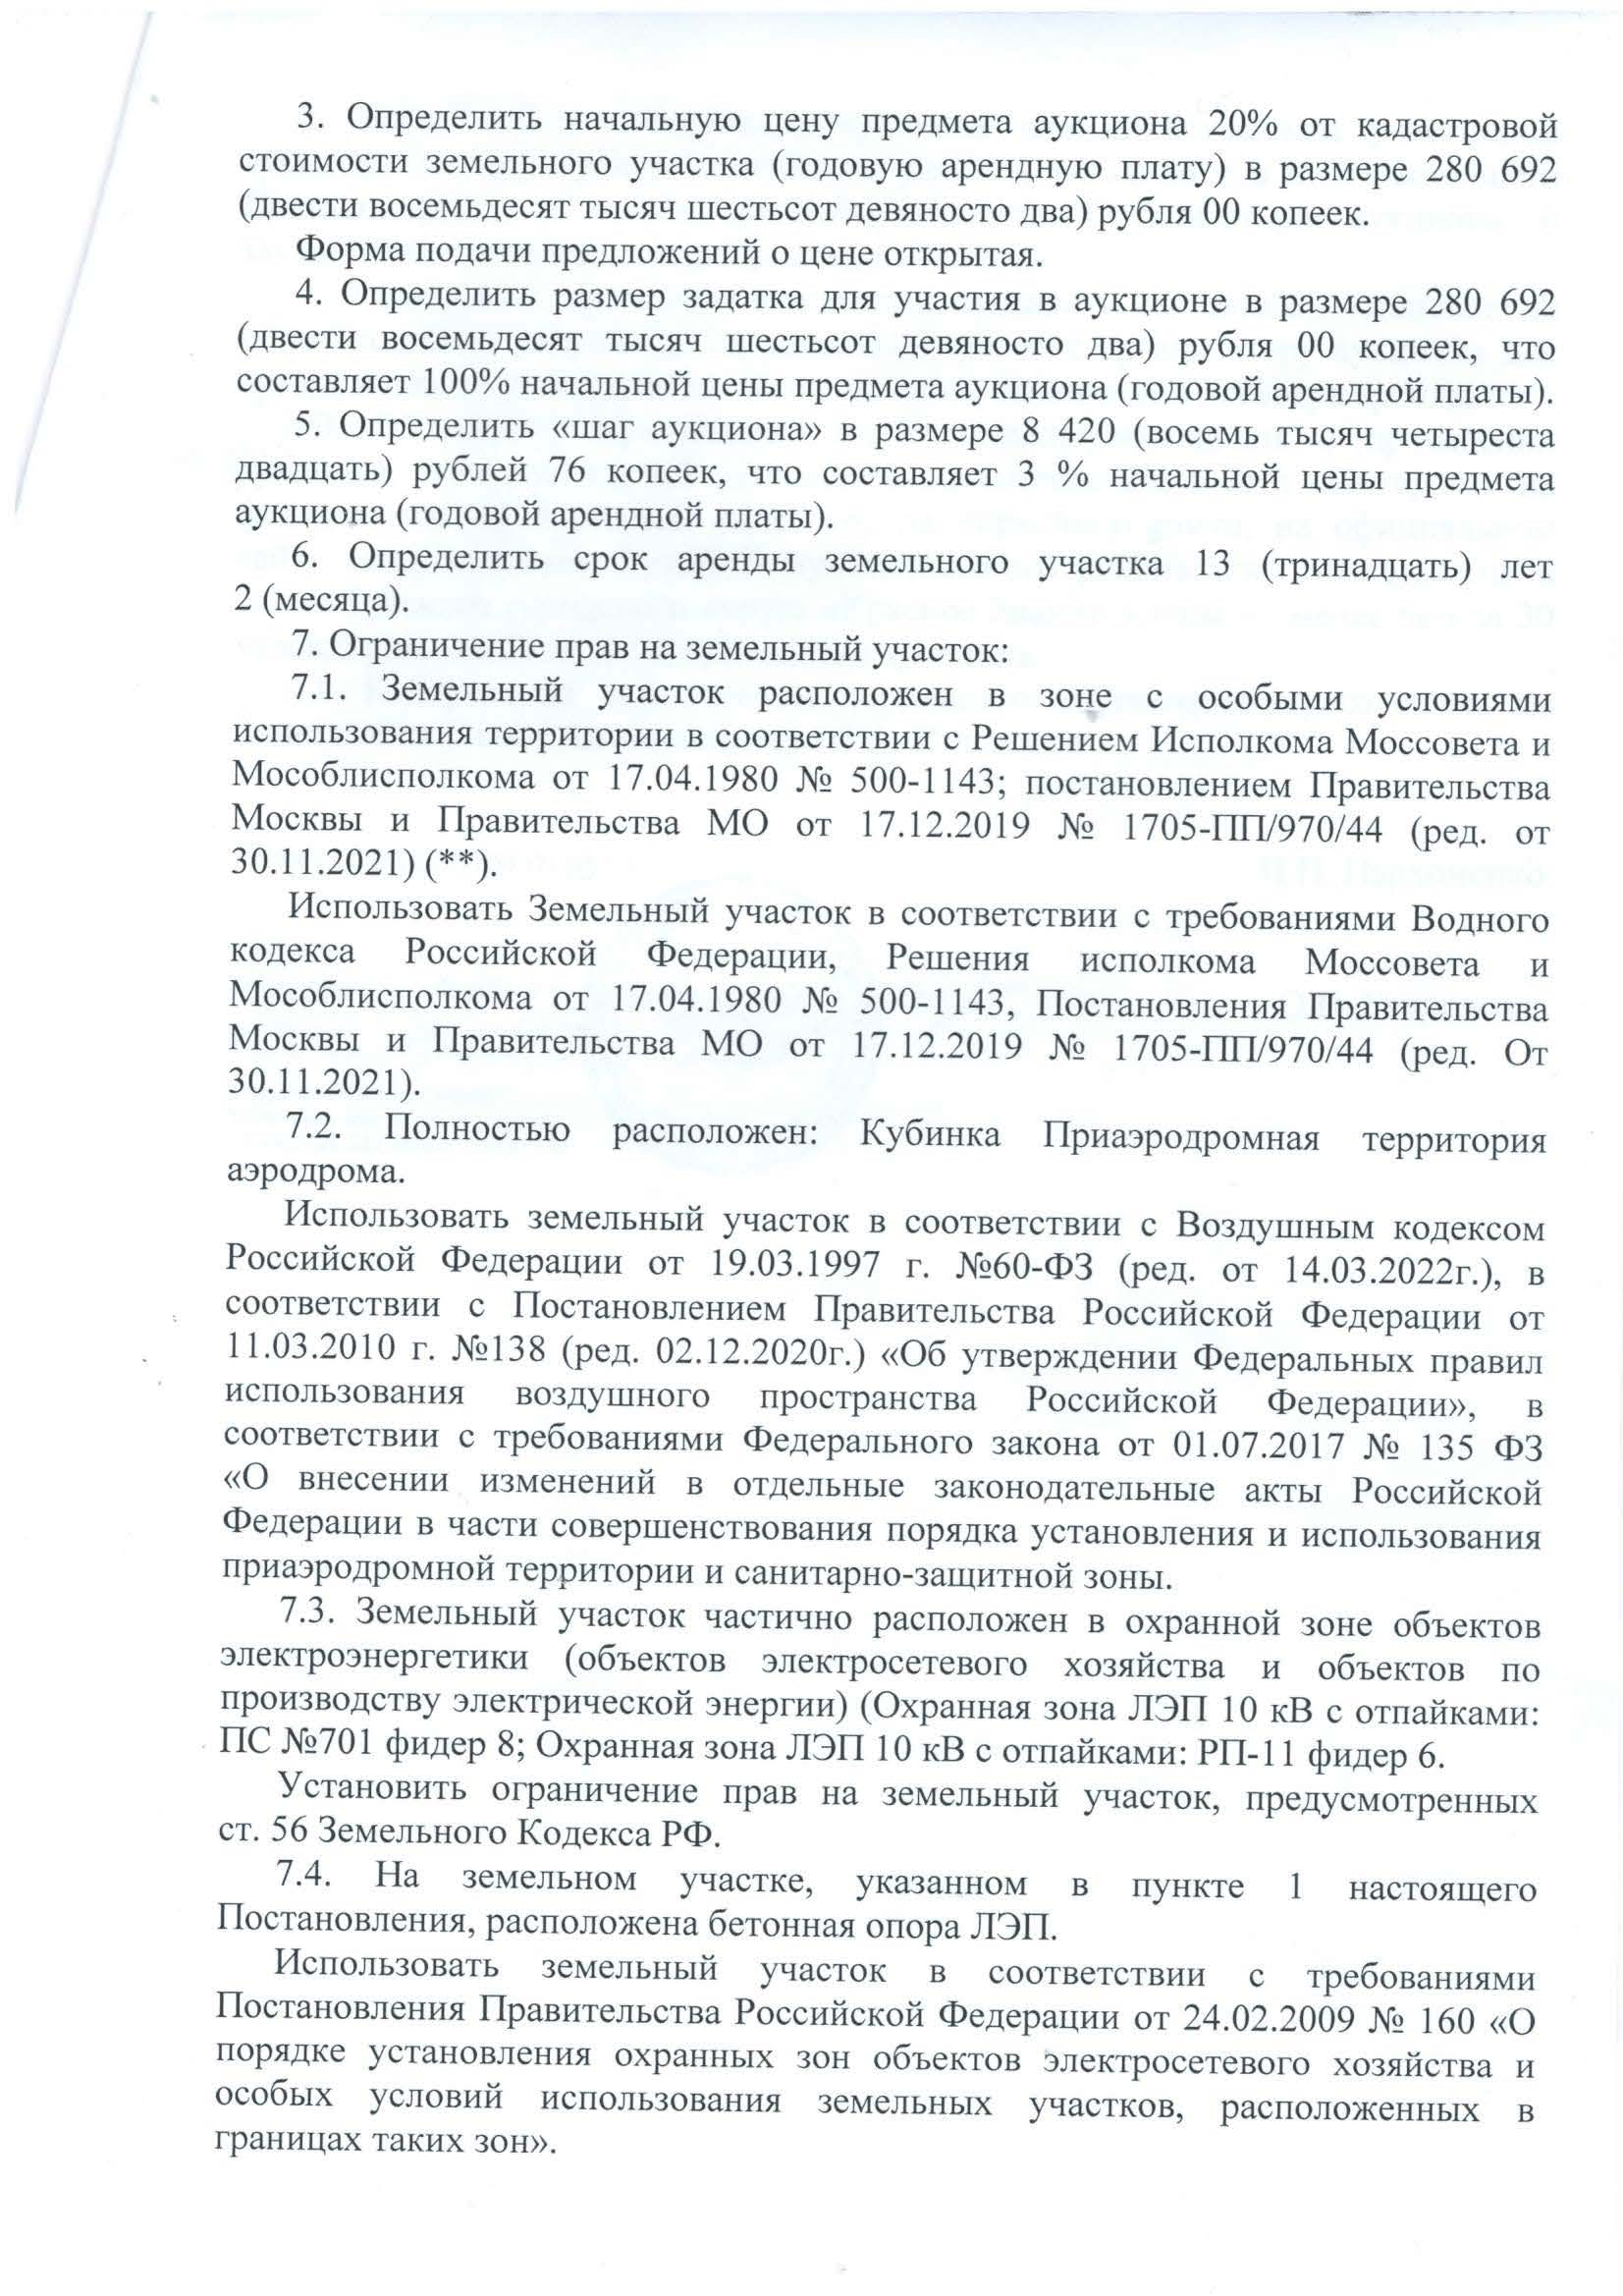 3. Определить начальную цену предмета аукциона 20% от кадастровой
стоимости земельного участка (годовую арендную плату) в размере 280 692
(двести восемьдесят тысяч шестьсот девяносто два) рубля 00 копеек.
Форма подачи предложений о цене открытая.
4. Определить размер задатка для участия в аукционе в размере 280 692
(двести восемьдесят тысяч шестьсот девяносто два) рубля 00 копеек, что
составляет 100% начальной цены предмета аукциона (годовой арендной платы).
5. Определить «шаг аукциона» в размере 8 420 (восемь тысяч четыреста
двадцать) рублей 76 копеек, что составляет 3 % начальной цены предмета
аукциона (годовой арендной платы).
6. Определить срок аренды земельного участка 13 (тринадцать) лет
2 (месяца).
7. Ограничение прав на земельный участок:
7.1. Земельный участок расположен в зоне с особыми условиями
использования территории в соответствии с Решением Исполкома Моссовета и
Мособлисполкома от 17.04.1980 № 500-1143; постановлением Правительства
Москвы и Правительства МО от 17.12.2019 № 1705-ПП/970/44 (ред. от
30.11.2021) (**).
Использовать Земельный участок в соответствии с требованиями Водного
кодекса Российской Федерации, Решения исполкома Моссовета и
Мособлисполкома от 17.04.1980 № 500-1143, Постановления Правительства
Москвы и Правительства МО от 17.12.2019 № 1705-ПП/970/44 (ред. От
30.11.2021).
7.2. Полностью расположен: Кубинка Приаэродромная территория
аэродрома.
Использовать земельный участок в соответствии с Воздушным кодексом
Российской Федерации от 19.03.1997 г. №60-ФЗ (ред. от 14.03.2022г.), в
соответствии с Постановлением Правительства Российской Федерации от
11.03.2010 г. №138 (ред. 02.12.2020г.) «Об утверждении Федеральных правил
использования воздушного пространства Российской Федерации», в
соответствии с требованиями Федерального закона от 01.07.2017 № 135 ФЗ
«О внесении изменений в отдельные законодательные акты Российской
Федерации в части совершенствования порядка установления и использования
приаэродромной территории и санитарно-защитной зоны.
7.3. Земельный участок частично расположен в охранной зоне объектов
электроэнергетики (объектов электросетевого хозяйства и объектов по
производству электрической энергии) (Охранная зона ЛЭП 10 кВ с отпайками:
ПС №701 фидер 8; Охранная зона ЛЭП 10 кВ с отпайками: РП-11 фидер 6.
Установить ограничение прав на земельный участок, предусмотренных
ст. 56 Земельного Кодекса РФ.
7.4. На земельном участке, указанном в пункте 1 настоящего
Постановления, расположена бетонная опора ЛЭП.
Использовать земельный участок в соответствии с требованиями
Постановления Правительства Российской Федерации от 24.02.2009 № 160 «О
порядке установления охранных зон объектов электросетевого хозяйства и
особых условий использования земельных участков, расположенных в
границах таких зон».